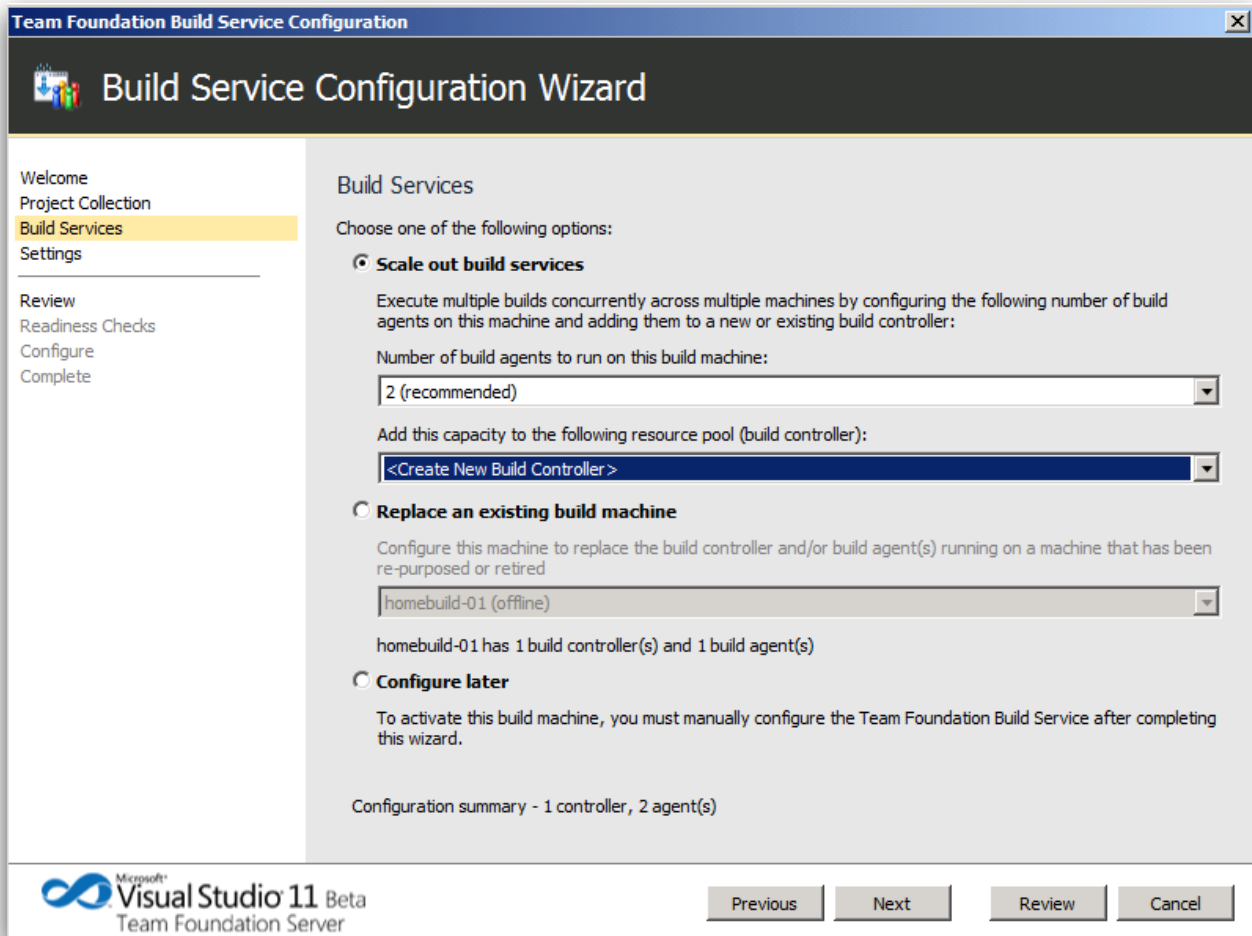 Team Foundation Build Service Configuration
Build Service Configuration Wizard
Welcome
Project Collection
Build Services
Settings
Review
Readiness Checks
Configure
Complete
Build Services
Choose one of the following options:
Scale out build services
Execute multiple builds concurrently across multiple machines by configuring the following number of build
agents on this machine and adding them to a new or existing build controller:
Number of build agents to run on this build machine:
2 (recommended)
Add this capacity to the following resource pool (build controller):
<Create New Build Controller>
Replace an existing build machine
Configure this machine to replace the build controller and/or build agent(s) running on a machine that has been
re-purposed or retired
homebuild-01 (offline)
homebuild-01 has 1 build controller(s) and 1 build agent(s)
Configure later
To activate this build machine, you must manually configure the Team Foundation Build Service after completing
this wizard.
Configuration summary - 1 controller, 2 agent(s)
Microsoft®
Visual Studio® 11 Beta
Team Foundation Server
Previous
Next
Review
Cancel